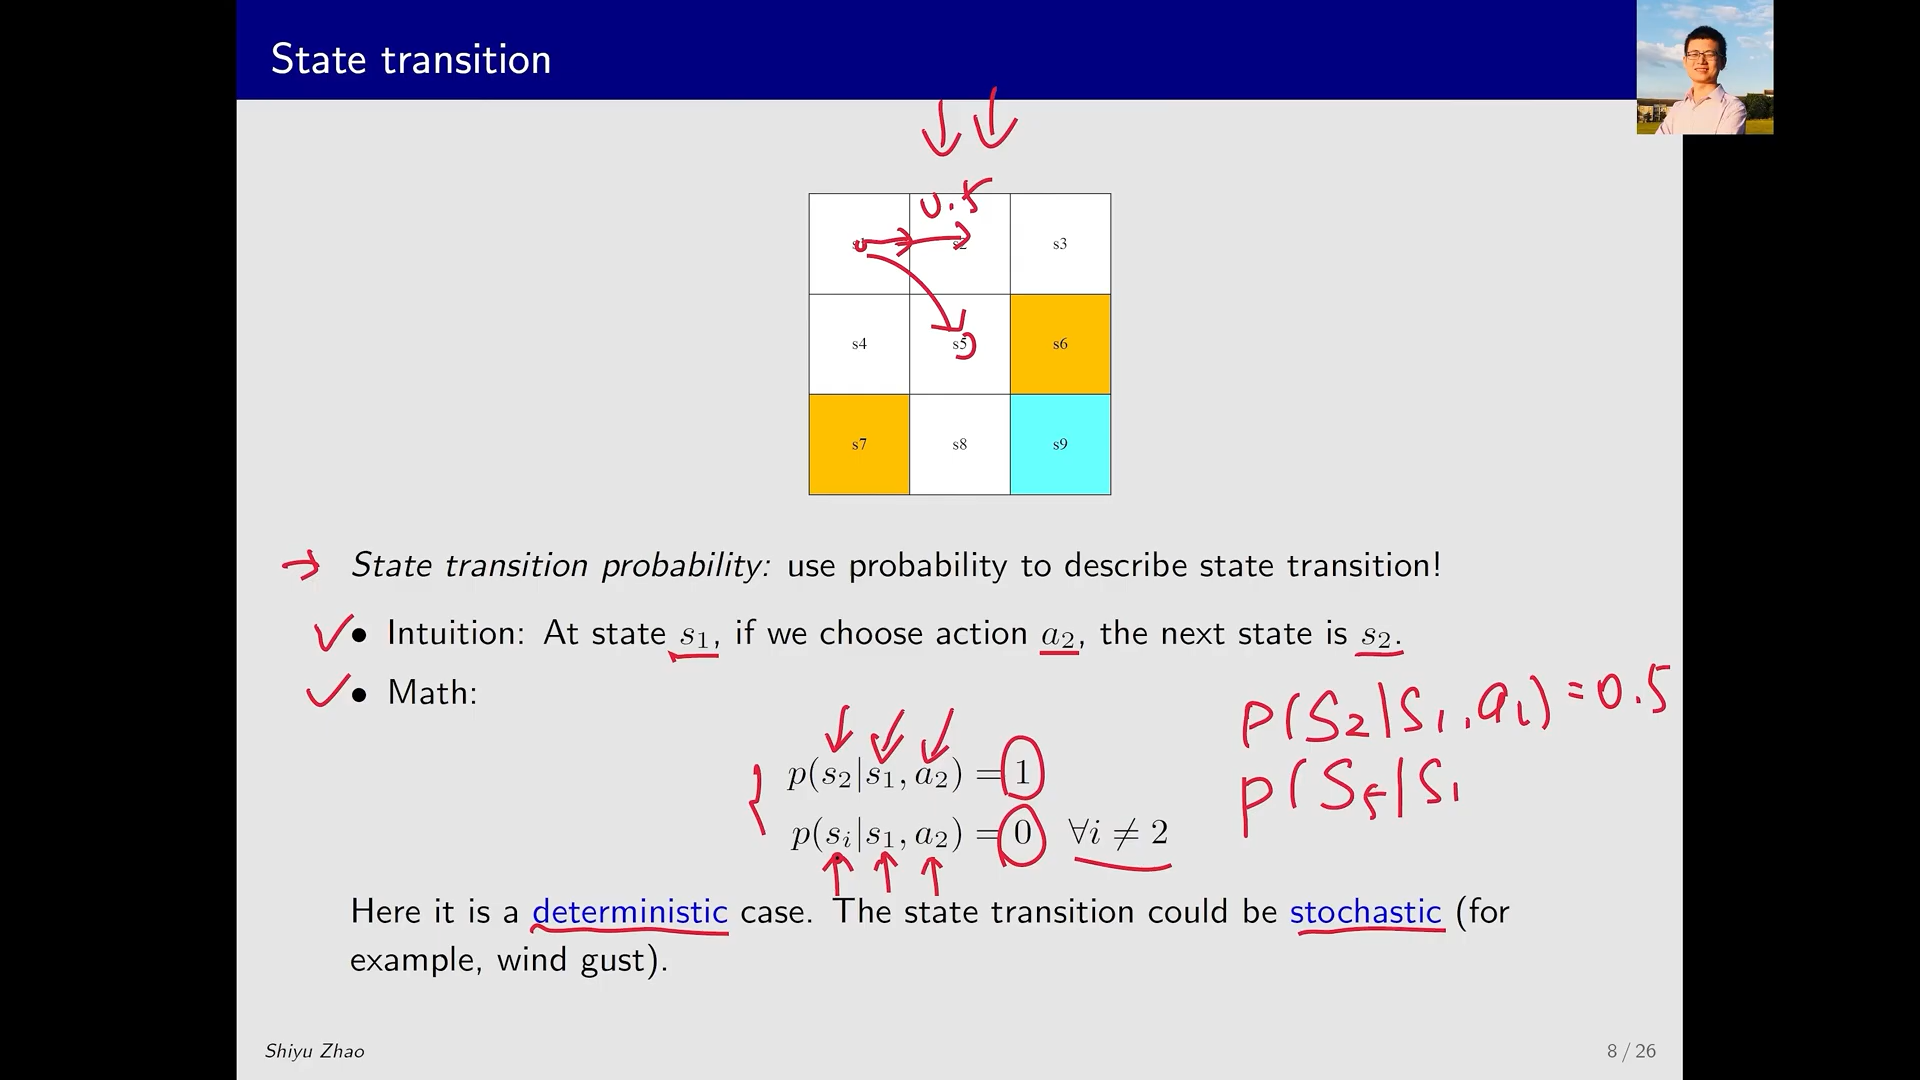 State transition
0.5
s1 s2 s3
s4 s5 s6
s7 s8 s9
State transition probability: use probability to describe state transition!
• Intuition: At state s₁, if we choose action a₂, the next state is s₂.
• Math:
P(S₂|S₁,a₁)=0.5
p(s₂|s₁, a₂) = 1
P(S₅|S₁
p(sᵢ|s₁, a₂) = 0 ∀i ≠ 2
Here it is a deterministic case. The state transition could be stochastic (for
example, wind gust).
Shiyu Zhao
8 / 26